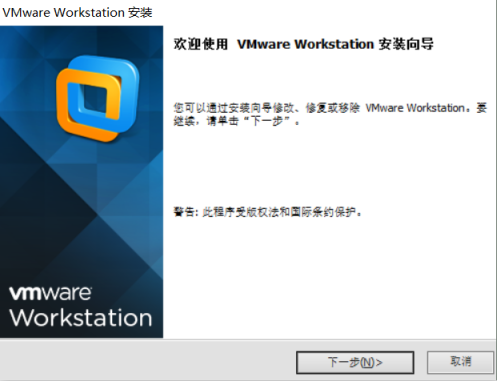 VMware Workstation 安装
欢迎使用 VMware Workstation 安装向导
您可以通过安装向导修改、修复或移除 VMware Workstation。要
继续，请单击“下一步”。
警告: 此程序受版权法和国际条约保护。
vmware
Workstation
下一步(N)>
取消